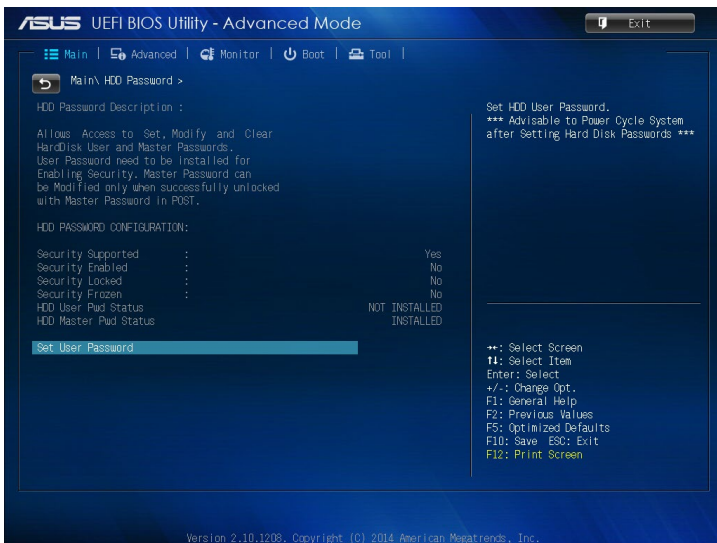 ASUS UEFI BIOS Utility - Advanced Mode
Exit
Main | Advanced | Monitor | Boot | Tool |
Main\ HDD Password >
HDD Password Description :
Allows Access to Set, Modify and Clear
HardDisk User and Master Passwords.
User Password need to be installed for
Enabling Security. Master Password can
be Modified only when successfully unlocked
with Master Password in POST.
HDD PASSWORD CONFIGURATION:
Security Supported : Yes
Security Enabled : No
Security Locked : No
Security Frozen : No
HDD User Pwd Status NOT INSTALLED
HDD Master Pwd Status INSTALLED
Set User Password
Set HDD User Password.
*** Advisable to Power Cycle System
after Setting Hard Disk Passwords ***
→←: Select Screen
↑↓: Select Item
Enter: Select
+/-: Change Opt.
F1: General Help
F2: Previous Values
F5: Optimized Defaults
F10: Save ESC: Exit
F12: Print Screen
Version 2.10.1208. Copyright (C) 2014 American Megatrends, Inc.